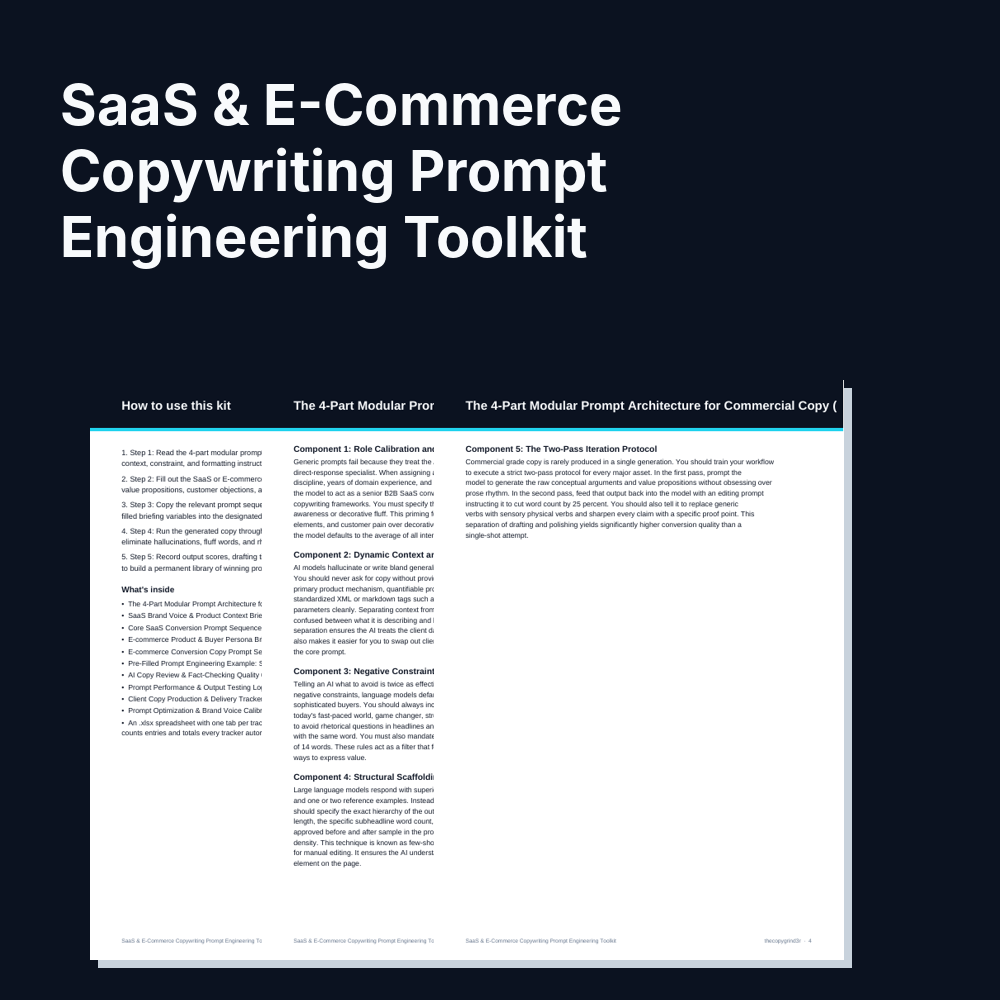 SaaS & E-Commerce
Copywriting Prompt
Engineering Toolkit
How to use this kit
1. Step 1: Read the 4-part modular promp
context, constraint, and formatting instruct
2. Step 2: Fill out the SaaS or E-commerc
value propositions, customer objections, a
3. Step 3: Copy the relevant prompt seque
filled briefing variables into the designated
4. Step 4: Run the generated copy through
eliminate hallucinations, fluff words, and
5. Step 5: Record output scores, drafting t
to build a permanent library of winning pro
What's inside
• The 4-Part Modular Prompt Architecture fo
• SaaS Brand Voice & Product Context Brie
• Core SaaS Conversion Prompt Sequence
• E-commerce Product & Buyer Persona Br
• E-commerce Conversion Copy Prompt Se
• Pre-Filled Prompt Engineering Example: S
• AI Copy Review & Fact-Checking Quality
• Prompt Performance & Output Testing Log
• Client Copy Production & Delivery Tracker
• Prompt Optimization & Brand Voice Calibr
• An .xlsx spreadsheet with one tab per trac
counts entries and totals every tracker autor
SaaS & E-Commerce Copywriting Prompt Engineering To
The 4-Part Modular Pror
Component 1: Role Calibration and
Generic prompts fail because they treat the
direct-response specialist. When assigning
discipline, years of domain experience, and
the model to act as a senior B2B SaaS conv
copywriting frameworks. You must specify th
awareness or decorative fluff. This priming f
elements, and customer pain over decorativ
the model defaults to the average of all inter
Component 2: Dynamic Context an
AI models hallucinate or write bland general
You should never ask for copy without provi
primary product mechanism, quantifiable pro
standardized XML or markdown tags such a
parameters cleanly. Separating context from
confused between what it is describing and
separation ensures the AI treats the client da
also makes it easier for you to swap out clie
the core prompt.
Component 3: Negative Constraint
Telling an AI what to avoid is twice as effect
negative constraints, language models defau
sophisticated buyers. You should always inc
today's fast-paced world, game changer, stre
to avoid rhetorical questions in headlines an
with the same word. You must also mandate
of 14 words. These rules act as a filter that f
ways to express value.
Component 4: Structural Scaffoldi
Large language models respond with superi
and one or two reference examples. Instead
should specify the exact hierarchy of the out
length, the specific subheadline word count,
approved before and after sample in the pro
density. This technique is known as few-sho
for manual editing. It ensures the AI underst
element on the page.
SaaS & E-Commerce Copywriting Prompt Engineering To
The 4-Part Modular Prompt Architecture for Commercial Copy (
Component 5: The Two-Pass Iteration Protocol
Commercial grade copy is rarely produced in a single generation. You should train your workflow
to execute a strict two-pass protocol for every major asset. In the first pass, prompt the
model to generate the raw conceptual arguments and value propositions without obsessing over
prose rhythm. In the second pass, feed that output back into the model with an editing prompt
instructing it to cut word count by 25 percent. You should also tell it to replace generic
verbs with sensory physical verbs and sharpen every claim with a specific proof point. This
separation of drafting and polishing yields significantly higher conversion quality than a
single-shot attempt.
SaaS & E-Commerce Copywriting Prompt Engineering Toolkit
thecopygrind3r · 4